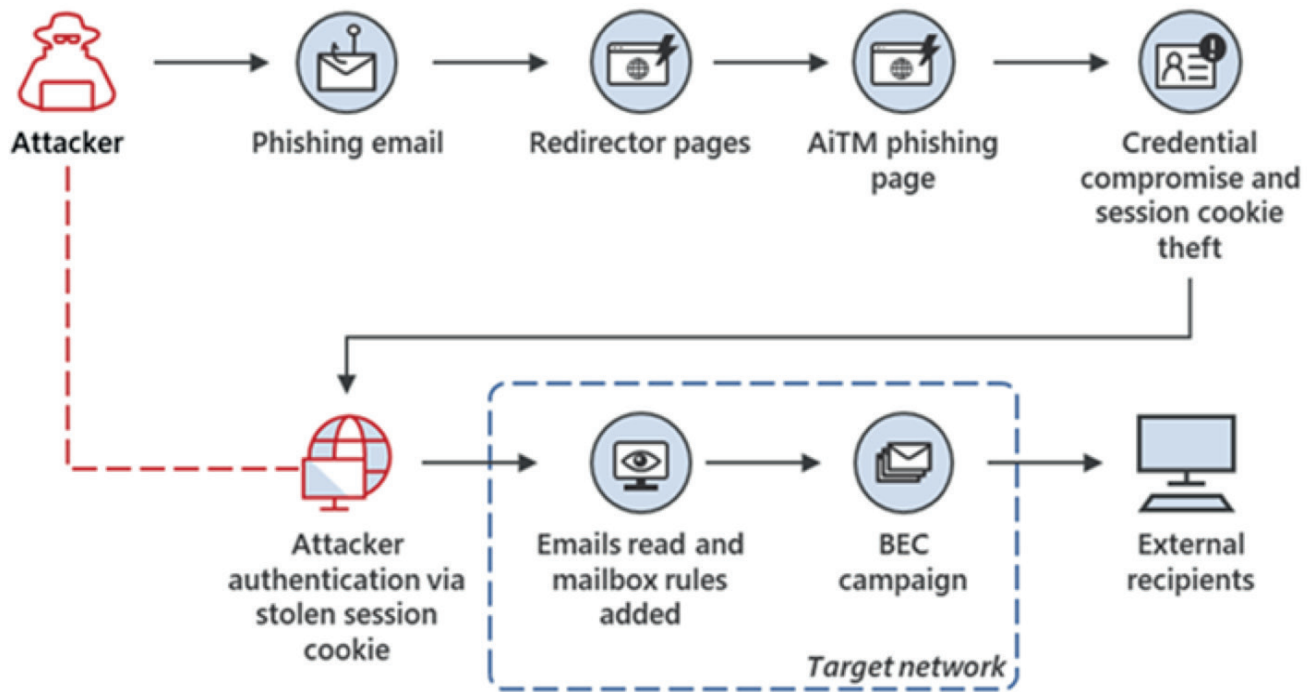 Attacker
Phishing email
Redirector pages
AiTM phishing
page
Credential
compromise and
session cookie
theft
Attacker
authentication via
stolen session
cookie
Emails read and
mailbox rules
added
BEC
campaign
External
recipients
Target network